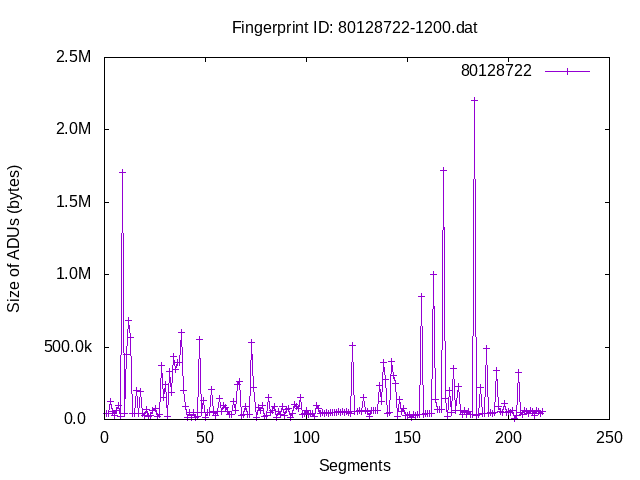 Fingerprint ID: 80128722-1200.dat
80128722
2.5M
2.0M
1.5M
1.0M
500.0k
0.0
0
50
100
150
200
250
Size of ADUs (bytes)
Segments